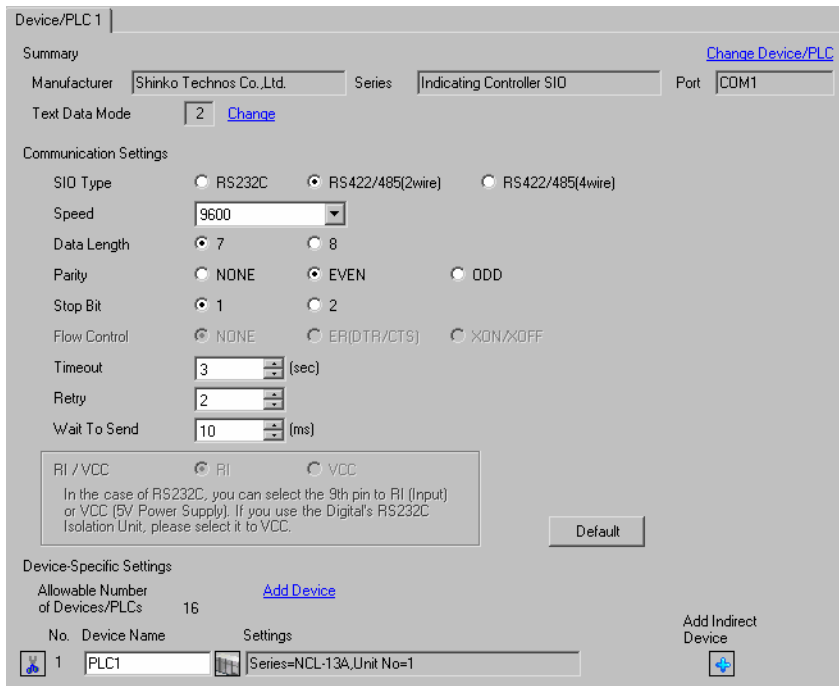 Device/PLC 1
Summary
Change Device/PLC
Manufacturer Shinko Technos Co.,Ltd. Series Indicating Controller SIO Port COM1
Text Data Mode 2 Change
Communication Settings
SIO Type RS232C RS422/485(2wire) RS422/485(4wire)
Speed 9600
Data Length 7 8
Parity NONE EVEN ODD
Stop Bit 1 2
Flow Control NONE ER(DTR/CTS) XON/XOFF
Timeout 3 (sec)
Retry 2
Wait To Send 10 (ms)
RI / VCC RI VCC
In the case of RS232C, you can select the 9th pin to RI (Input)
or VCC (5V Power Supply). If you use the Digital's RS232C
Isolation Unit, please select it to VCC.
Default
Device-Specific Settings
Allowable Number
of Devices/PLCs 16
Add Device
No. Device Name Settings
Add Indirect
Device
1 PLC1 Series=NCL-13A,Unit No=1